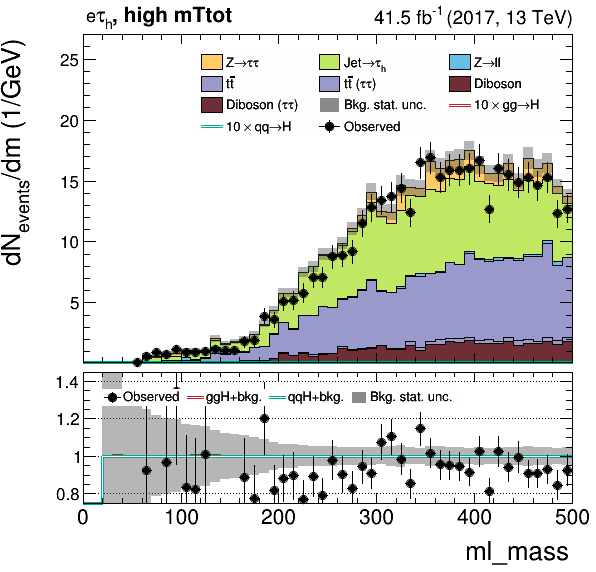 eτh, high mTtot 41.5 fb-1 (2017, 13 TeV)
dNevents/dm (1/GeV)
25
20
15
10
5
Z→ττ Jet→τh Z→ll
tt̄ tt̄ (ττ) Diboson
Diboson (ττ) Bkg. stat. unc. 10 × gg→H
10 × qq→H Observed
1.4
1.2
1
0.8
Observed ggH+bkg. qqH+bkg. Bkg. stat. unc.
0 100 200 300 400 500
ml_mass